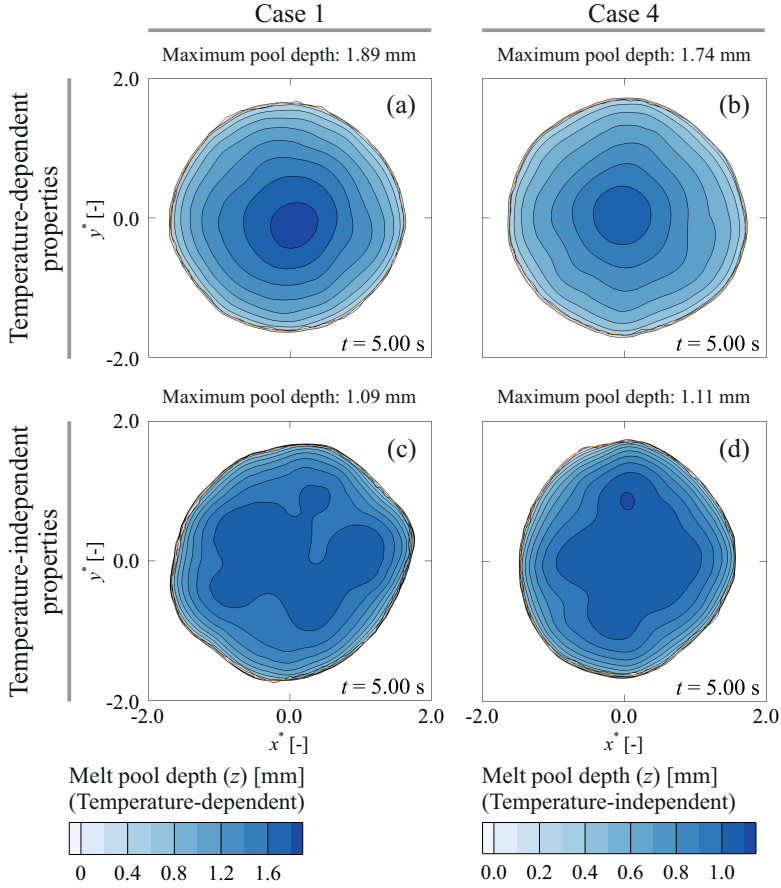 Case 1
Case 4
Maximum pool depth: 1.89 mm
Maximum pool depth: 1.74 mm
Temperature-dependent
properties
2.0
0.0
-2.0
y* [-]
(a)
t = 5.00 s
(b)
t = 5.00 s
Maximum pool depth: 1.09 mm
Maximum pool depth: 1.11 mm
Temperature-independent
properties
2.0
0.0
-2.0
y* [-]
(c)
t = 5.00 s
(d)
t = 5.00 s
-2.0 0.0 2.0
x* [-]
-2.0 0.0 2.0
x* [-]
Melt pool depth (z) [mm]
(Temperature-dependent)
0 0.4 0.8 1.2 1.6
Melt pool depth (z) [mm]
(Temperature-independent)
0.0 0.2 0.4 0.6 0.8 1.0